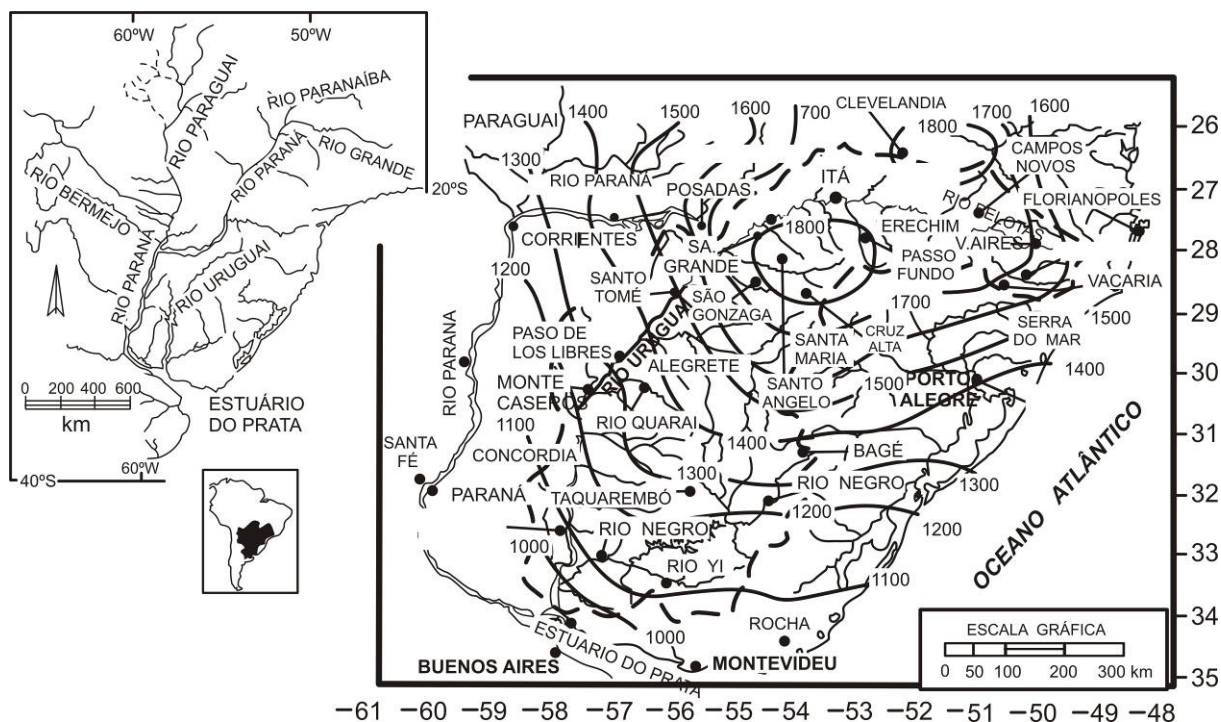 60ºW
50ºW
RIO PARAGUAI
RIO PARANAÍBA
RIO PARANÁ
RIO GRANDE
RIO BERMEJO
20ºS
RIO PARANÁ
RIO URUGUAI
0 200 400 600
km
ESTUÁRIO
DO PRATA
60ºW
40ºS
1400
1500
1600
700
CLEVELANDIA
1700
1600
PARAGUAI
1800
26
1300
CAMPOS
NOVOS
RIO PARANÁ
POSADAS
ITÁ
27
RIO PELOTAS
FLORIANOPOLES
CORRIENTES
1800
ERECHIM
V.AIRES
28
SA.
GRANDE
PASSO
FUNDO
1200
SANTO
TOMÉ
SÃO
GONZAGA
VACARIA
1700
1500
29
PASO DE
LOS LIBRES
RIO URAGUAI
SANTA
MARIA
CRUZ
ALTA
SERRA
DO MAR
RIO PARANA
ALEGRETE
1400
30
MONTE
CASEROS
SANTO
ANGELO
1500
PORTO
ALEGRE
1100
RIO QUARAI
1400
31
SANTA
FÉ
CONCORDIA
BAGÉ
1300
RIO NEGRO
1300
32
PARANÁ
TAQUAREMBÓ
1200
1200
RIO NEGRO
OCEANO ATLÂNTICO
1000
33
RIO YI
1100
34
ESTUARIO DO PRATA
1000
ROCHA
ESCALA GRÁFICA
0 50 100 200 300 km
BUENOS AIRES
MONTEVIDEU
35
−61 −60 −59 −58 −57 −56 −55 −54 −53 −52 −51 −50 −49 −48